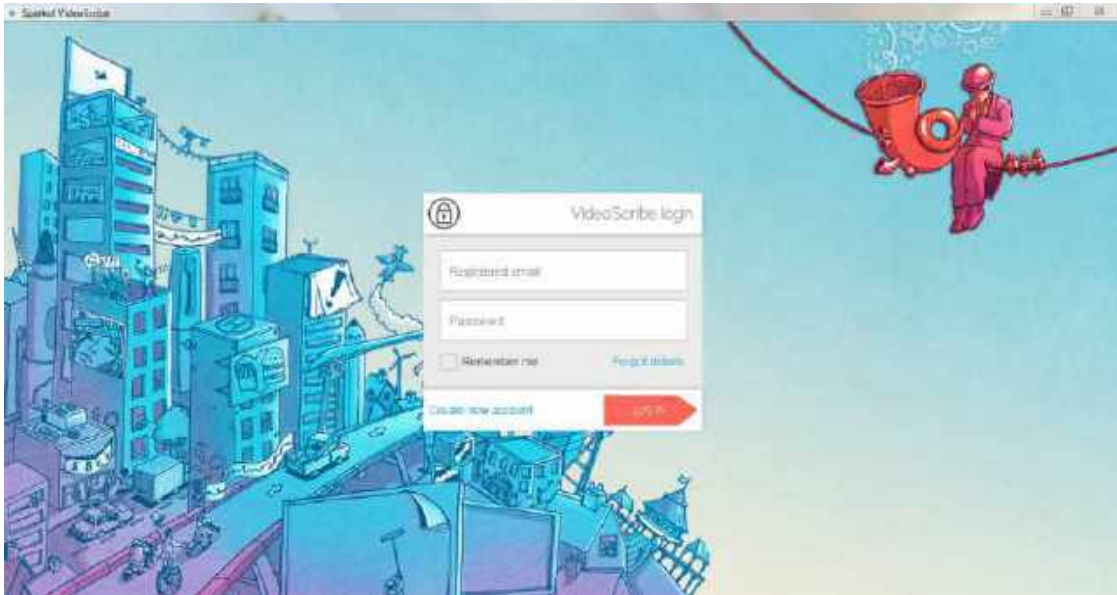 Sparkol VideoScribe
VideoScribe login
Registered email
Password
Remember me
Forgot details
Create new account
LOG IN